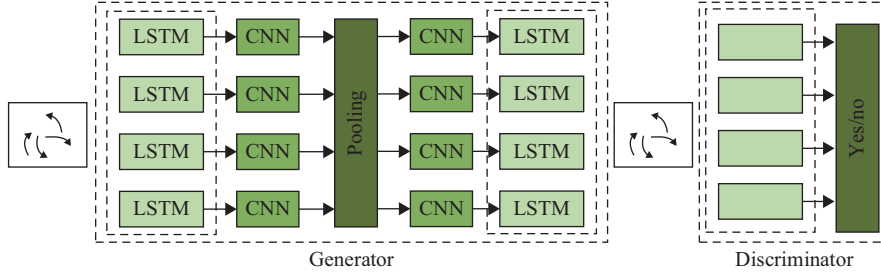 LSTM CNN CNN LSTM
LSTM CNN CNN LSTM
Pooling
Yes/no
LSTM CNN CNN LSTM
LSTM CNN CNN LSTM
Generator Discriminator